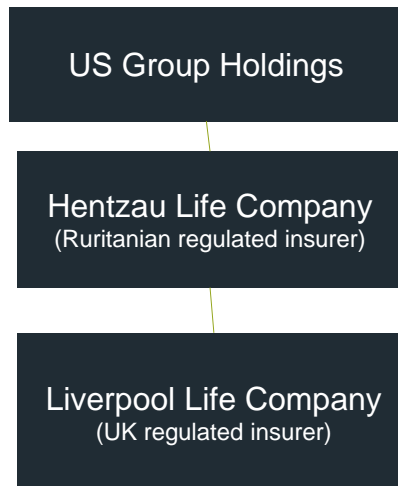 US Group Holdings
Hentzau Life Company
(Ruritanian regulated insurer)
Liverpool Life Company
(UK regulated insurer)